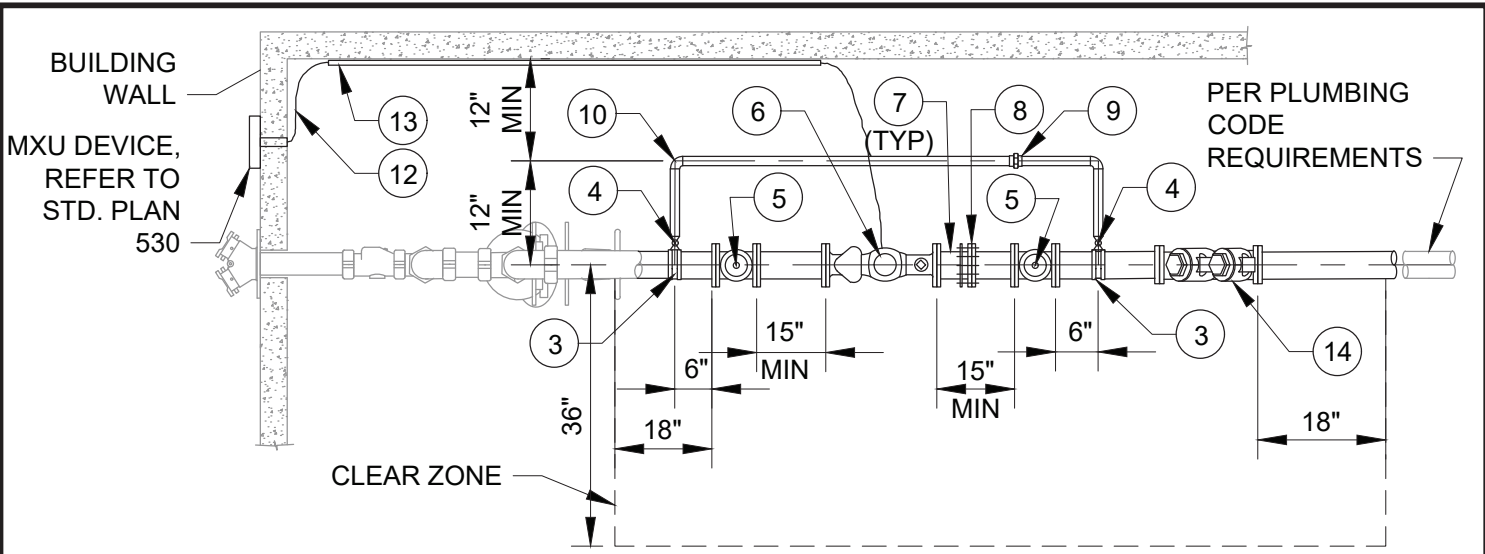 BUILDING
WALL
MXU DEVICE,
REFER TO
STD. PLAN
530
13
12
12"
MIN
12"
MIN
10
4
5
6
7
(TYP)
8
9
PER PLUMBING
CODE
REQUIREMENTS
4
5
3
6"
15"
MIN
15"
MIN
6"
3
14
36"
18"
18"
CLEAR ZONE